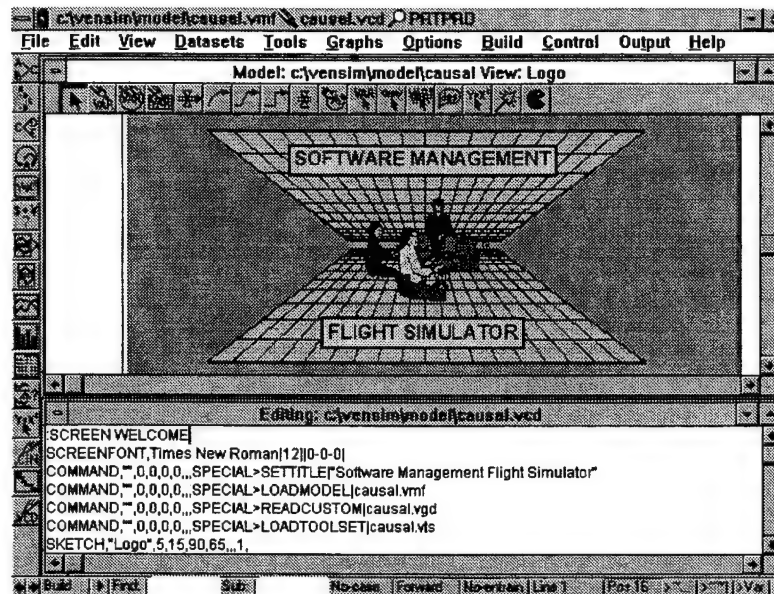 c:\vensim\model\causal.vmf causal.vcd PRTPRD
File Edit View Datasets Tools Graphs Options Build Control Output Help
Model: c:\vensim\model\causal View: Logo
SOFTWARE MANAGEMENT
FLIGHT SIMULATOR
Editing: c:\vensim\model\causal.vcd
:SCREEN WELCOME
SCREENFONT,Times New Roman|12||0-0-0|
COMMAND,"",0,0,0,0,,,SPECIAL>SETTITLE|"Software Management Flight Simulator"
COMMAND,"",0,0,0,0,,,SPECIAL>LOADMODEL|causal.vmf
COMMAND,"",0,0,0,0,,,SPECIAL>READCUSTOM|causal.vgd
COMMAND,"",0,0,0,0,,,SPECIAL>LOADTOOLSET|causal.vts
SKETCH,"Logo",5,15,90,65,,,1,
Build Find: Sub: No-case Forward No-entrain Line 1 Pos 16 >Var